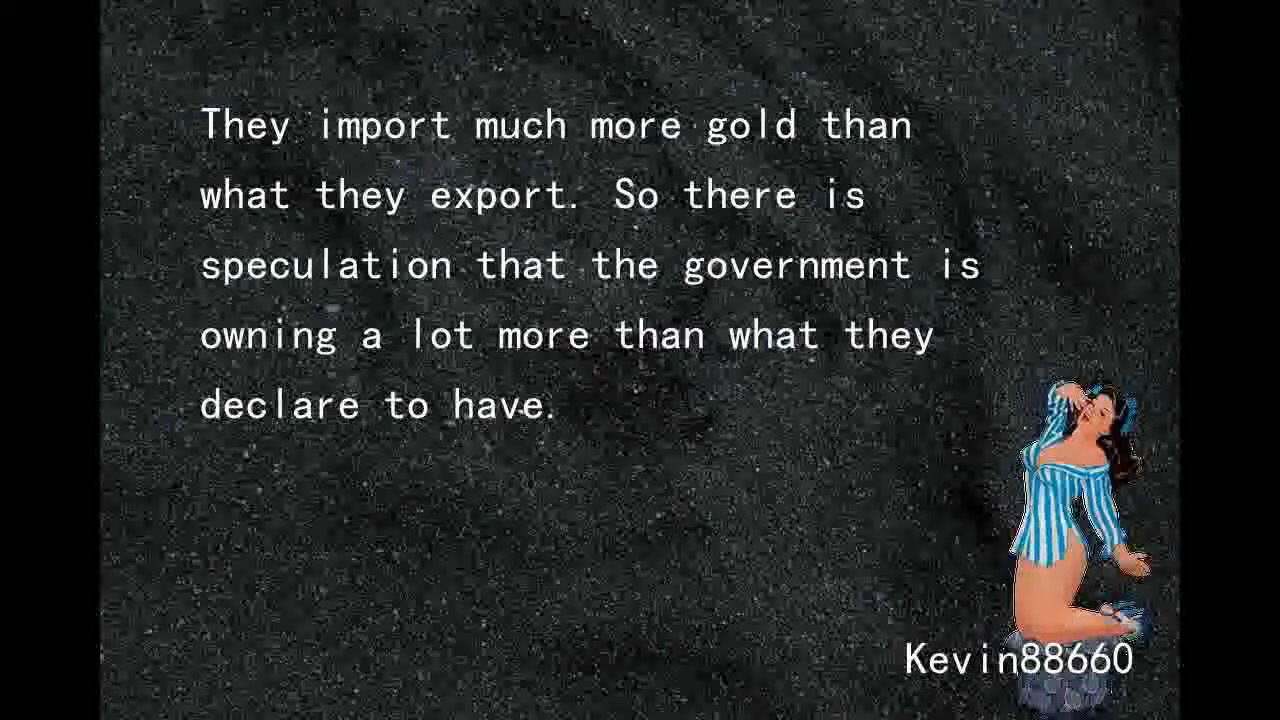 They import much more gold than
what they export. So there is
speculation that the government is
owning a lot more than what they
declare to have.
Kevin88660